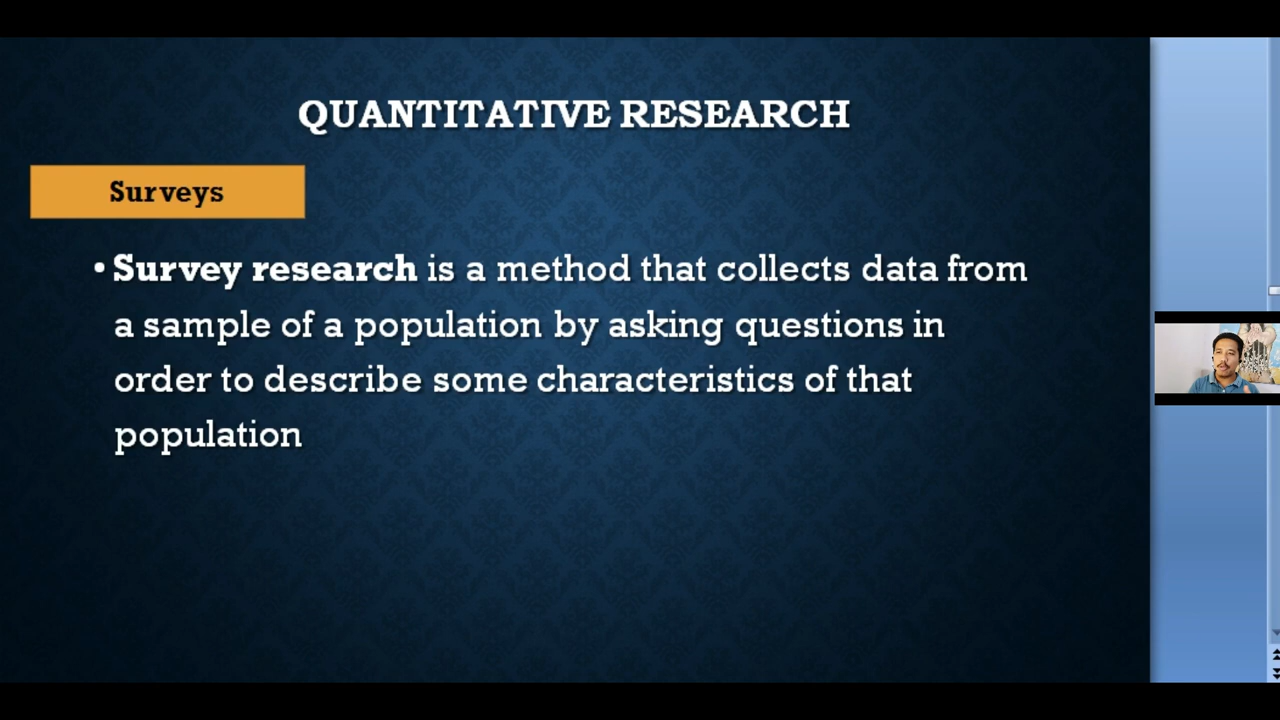 QUANTITATIVE RESEARCH
Surveys
• Survey research is a method that collects data from
a sample of a population by asking questions in
order to describe some characteristics of that
population